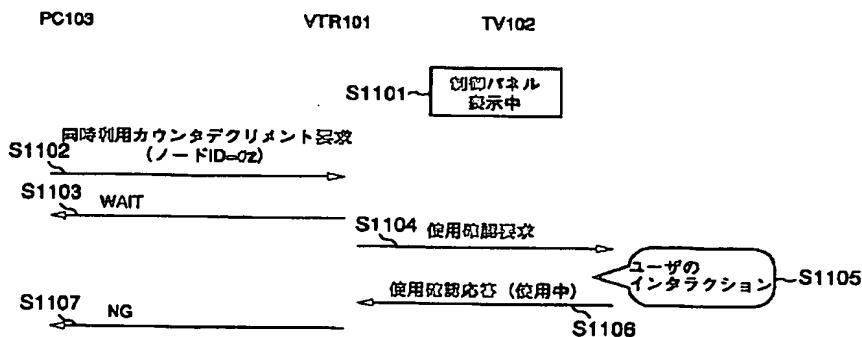 PC103 VTR101 TV102
S1101
制御パネル
表示中
同時利用カウンタデクリメント要求
(ノードID=αz)
S1102
S1103 WAIT
S1104 使用確認要求
ユーザの
インタラクション
S1105
使用確認応答(使用中)
S1106
S1107 NG